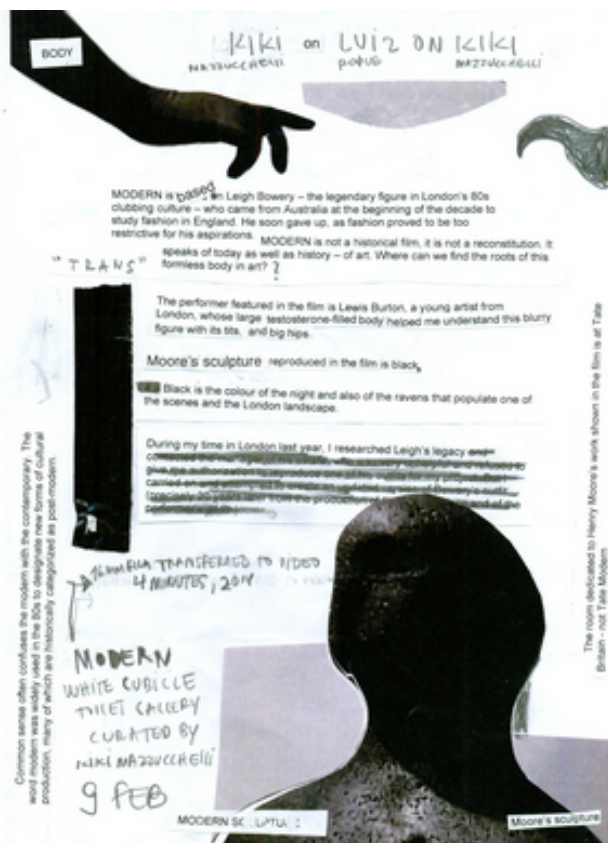 BODY
KIKI on LUIZ ON KIKI
MAZZUCCHELLI ROQUE MAZZUCCHELLI
MODERN is based on Leigh Bowery – the legendary figure in London's 80s
clubbing culture – who came from Australia at the beginning of the decade to
study fashion in England. He soon gave up, as fashion proved to be too
restrictive for his aspirations. MODERN is not a historical film, it is not a reconstitution. It
speaks of today as well as history – of art. Where can we find the roots of this
formless body in art? ?
"TRANS"
The performer featured in the film is Lewis Burton, a young artist from
London, whose large testosterone-filled body helped me understand this blurry
figure with its tits, and big hips.
Moore's sculpture reproduced in the film is black.
Black is the colour of the night and also of the ravens that populate one of
the scenes and the London landscape.
During my time in London last year, I researched Leigh's legacy
16MM FILM TRANSFERRED TO VIDEO
4 MINUTES, 2014
MODERN
WHITE CUBICLE
TOILET GALLERY
CURATED BY
KIKI MAZZUCCHELLI
9 FEB
MODERN
Moore's sculpture
Common sense often confuses the modern with the contemporary. The
word modern was widely used in the 80s to designate new forms of cultural
production, many of which are historically categorized as post-modern.
The room dedicated to Henry Moore's work shown in the film is at Tate
Britain – not Tate Modern